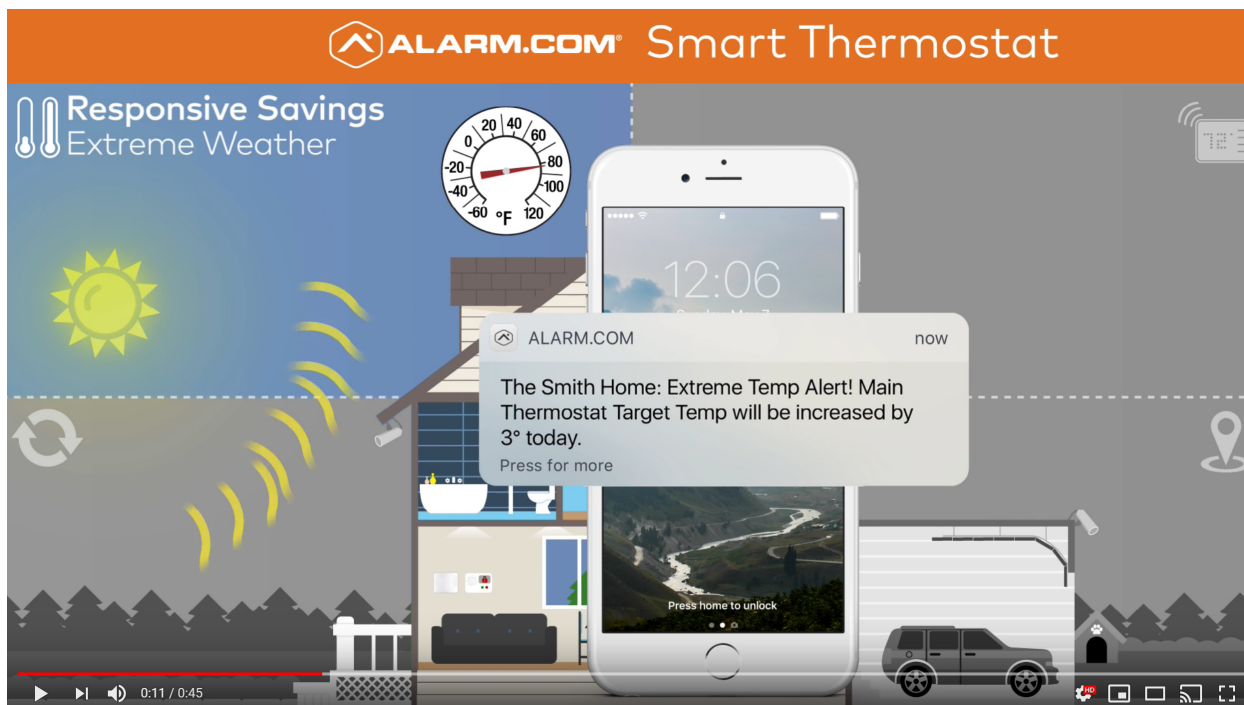 ALARM.COM® Smart Thermostat
Responsive Savings
Extreme Weather
-60 -40 -20 0 20 40 60 80 100 120
°F
72°
12:06
ALARM.COM now
The Smith Home: Extreme Temp Alert! Main
Thermostat Target Temp will be increased by
3° today.
Press for more
Press home to unlock
0:11 / 0:45
HD